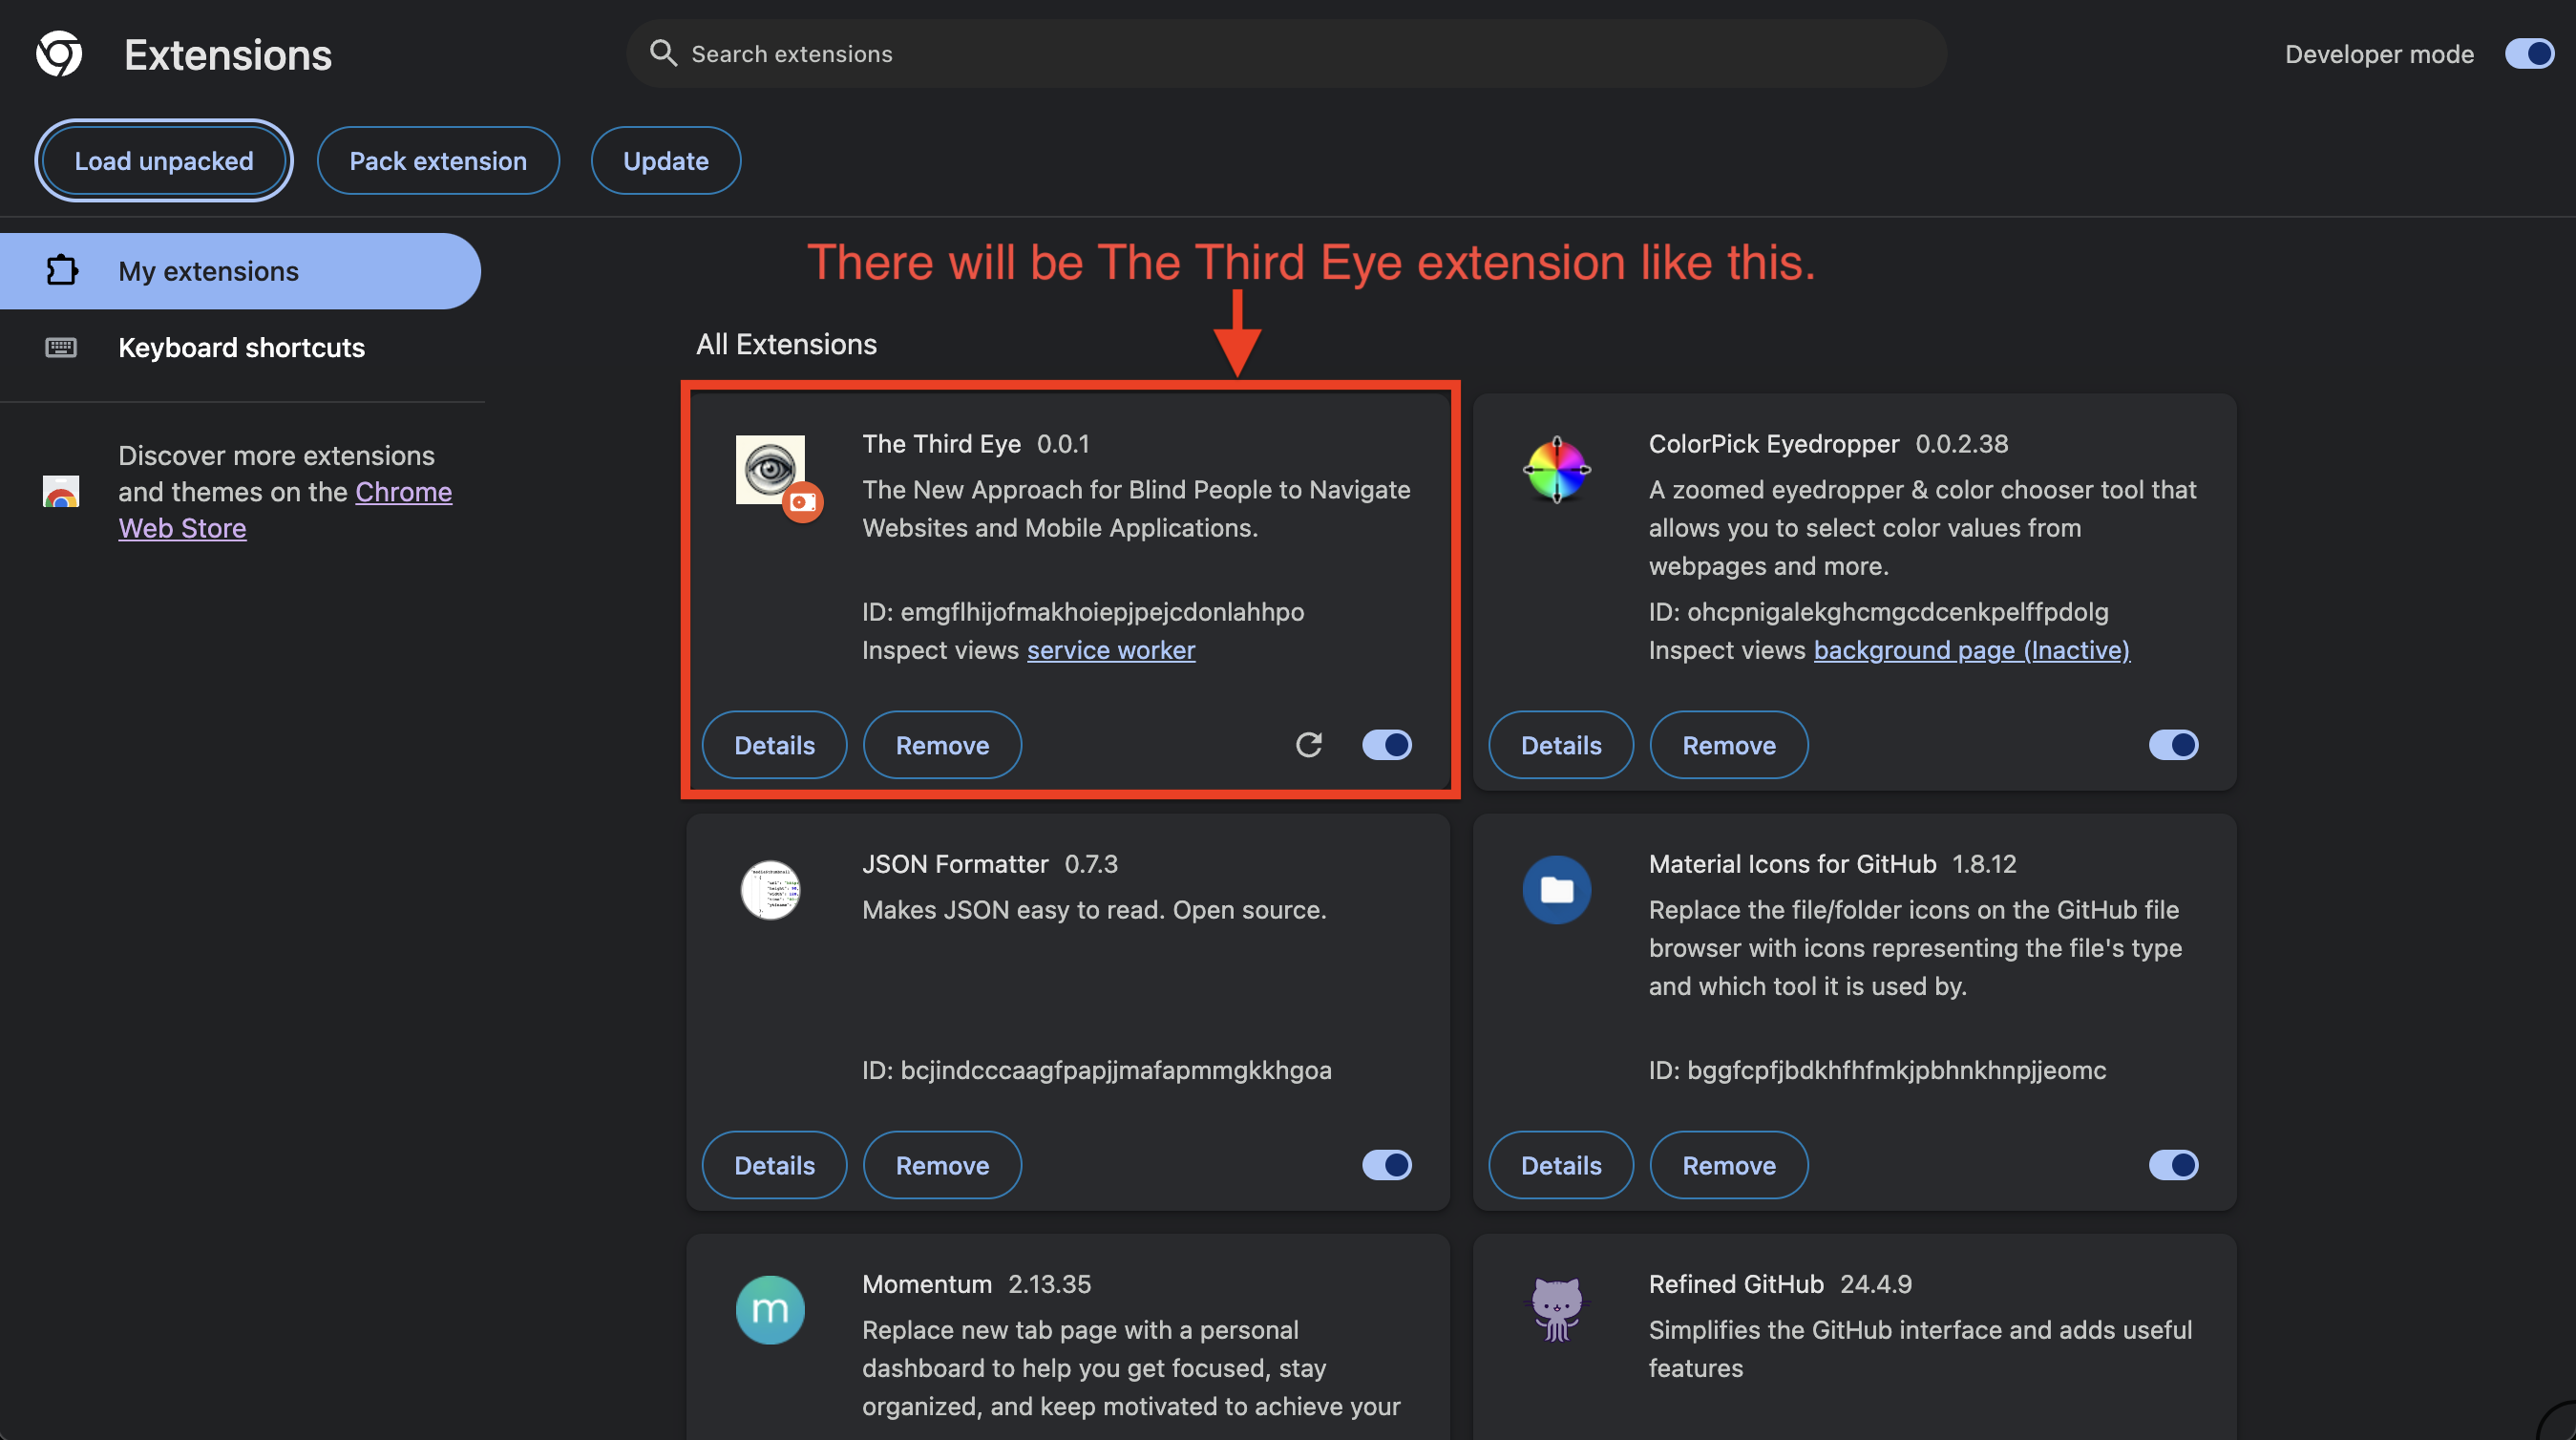 Extensions
Search extensions
Developer mode
Load unpacked
Pack extension
Update
My extensions
Keyboard shortcuts
Discover more extensions
and themes on the Chrome
Web Store
There will be The Third Eye extension like this.
All Extensions
The Third Eye 0.0.1
The New Approach for Blind People to Navigate
Websites and Mobile Applications.
ID: emgflhijofmakhoiepjpejcdonlahhpo
Inspect views service worker
Details
Remove
ColorPick Eyedropper 0.0.2.38
A zoomed eyedropper & color chooser tool that
allows you to select color values from
webpages and more.
ID: ohcpnigalekghcmgcdcenkpelffpdolg
Inspect views background page (Inactive)
Details
Remove
JSON Formatter 0.7.3
Makes JSON easy to read. Open source.
ID: bcjindcccaagfpapjjmafapmmgkkhgoa
Details
Remove
Material Icons for GitHub 1.8.12
Replace the file/folder icons on the GitHub file
browser with icons representing the file's type
and which tool it is used by.
ID: bggfcpfjbdkhfhfmkjpbhnkhnpjjeomc
Details
Remove
m
Momentum 2.13.35
Replace new tab page with a personal
dashboard to help you get focused, stay
organized, and keep motivated to achieve your
Refined GitHub 24.4.9
Simplifies the GitHub interface and adds useful
features